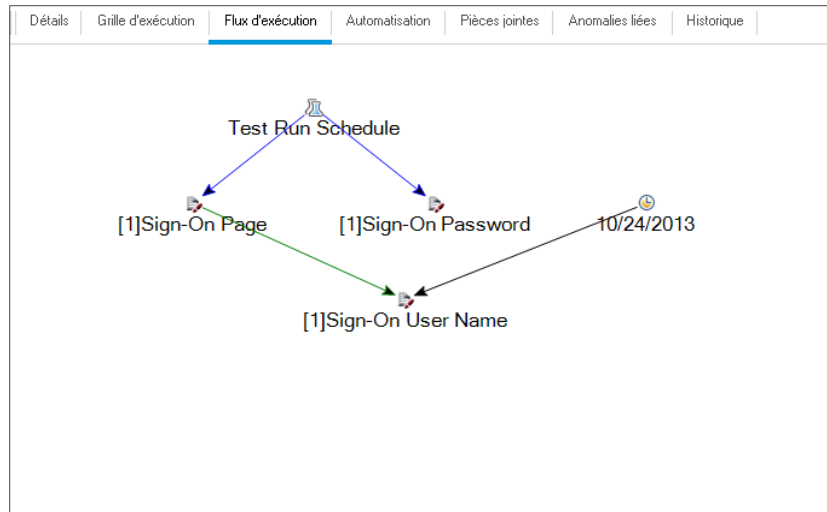 Détails Grille d'exécution Flux d'exécution Automatisation Pièces jointes Anomalies liées Historique
Test Run Schedule
[1]Sign-On Page [1]Sign-On Password 10/24/2013
[1]Sign-On User Name